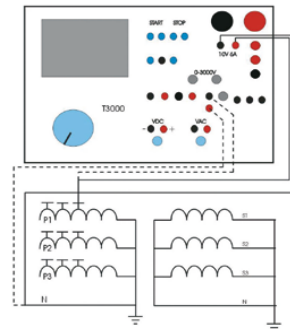 START STOP
10V 6A
0-3000V
T3000
VDC
VAC
- +
P1
S1
P2
S2
P3
S3
N
N